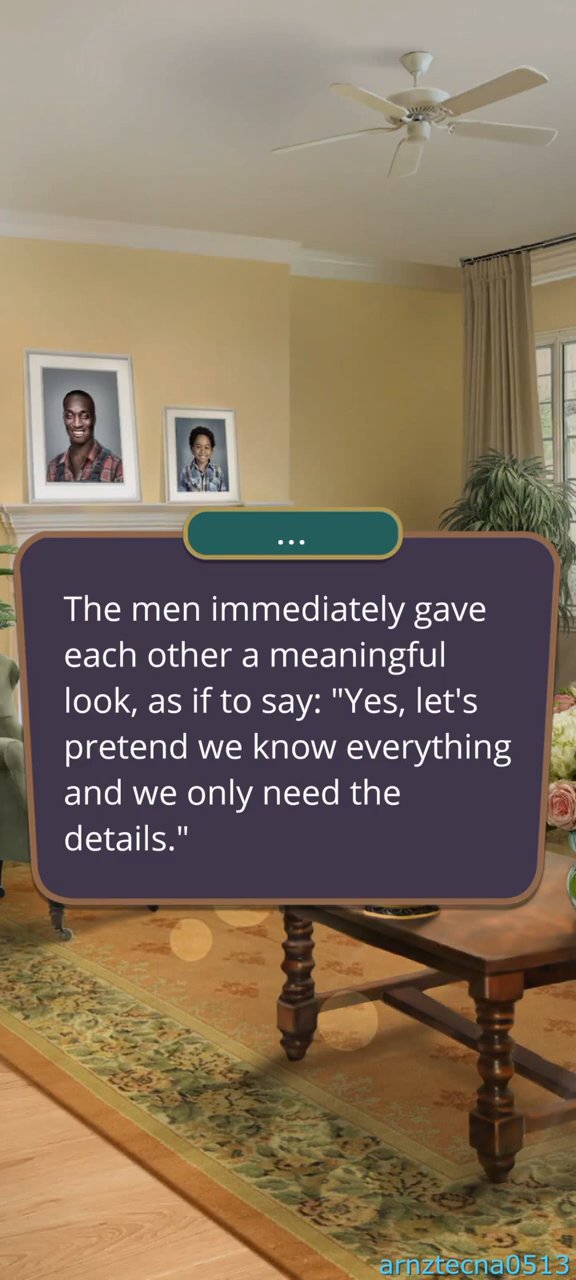 ...
The men immediately gave
each other a meaningful
look, as if to say: "Yes, let's
pretend we know everything
and we only need the
details."
arnztecna0513